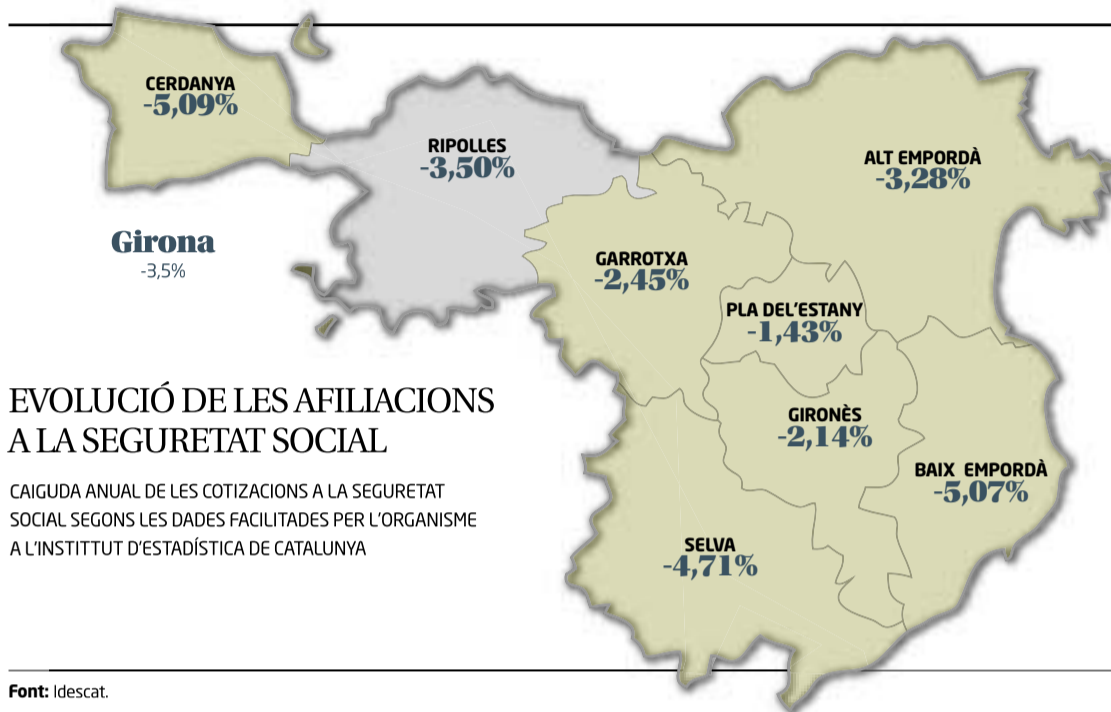 CERDANYA
-5,09%
RIPOLLES
-3,50%
ALT EMPORDÀ
-3,28%
Girona
-3,5%
GARROTXA
-2,45%
PLA DEL'ESTANY
-1,43%
EVOLUCIÓ DE LES AFILIACIONS
A LA SEGURETAT SOCIAL
GIRONÈS
-2,14%
BAIX EMPORDÀ
-5,07%
CAIGUDA ANUAL DE LES COTIZACIONS A LA SEGURETAT
SOCIAL SEGONS LES DADES FACILITADES PER L'ORGANISME
A L'INSTITTUT D'ESTADÍSTICA DE CATALUNYA
SELVA
-4,71%
Font: Idescat.